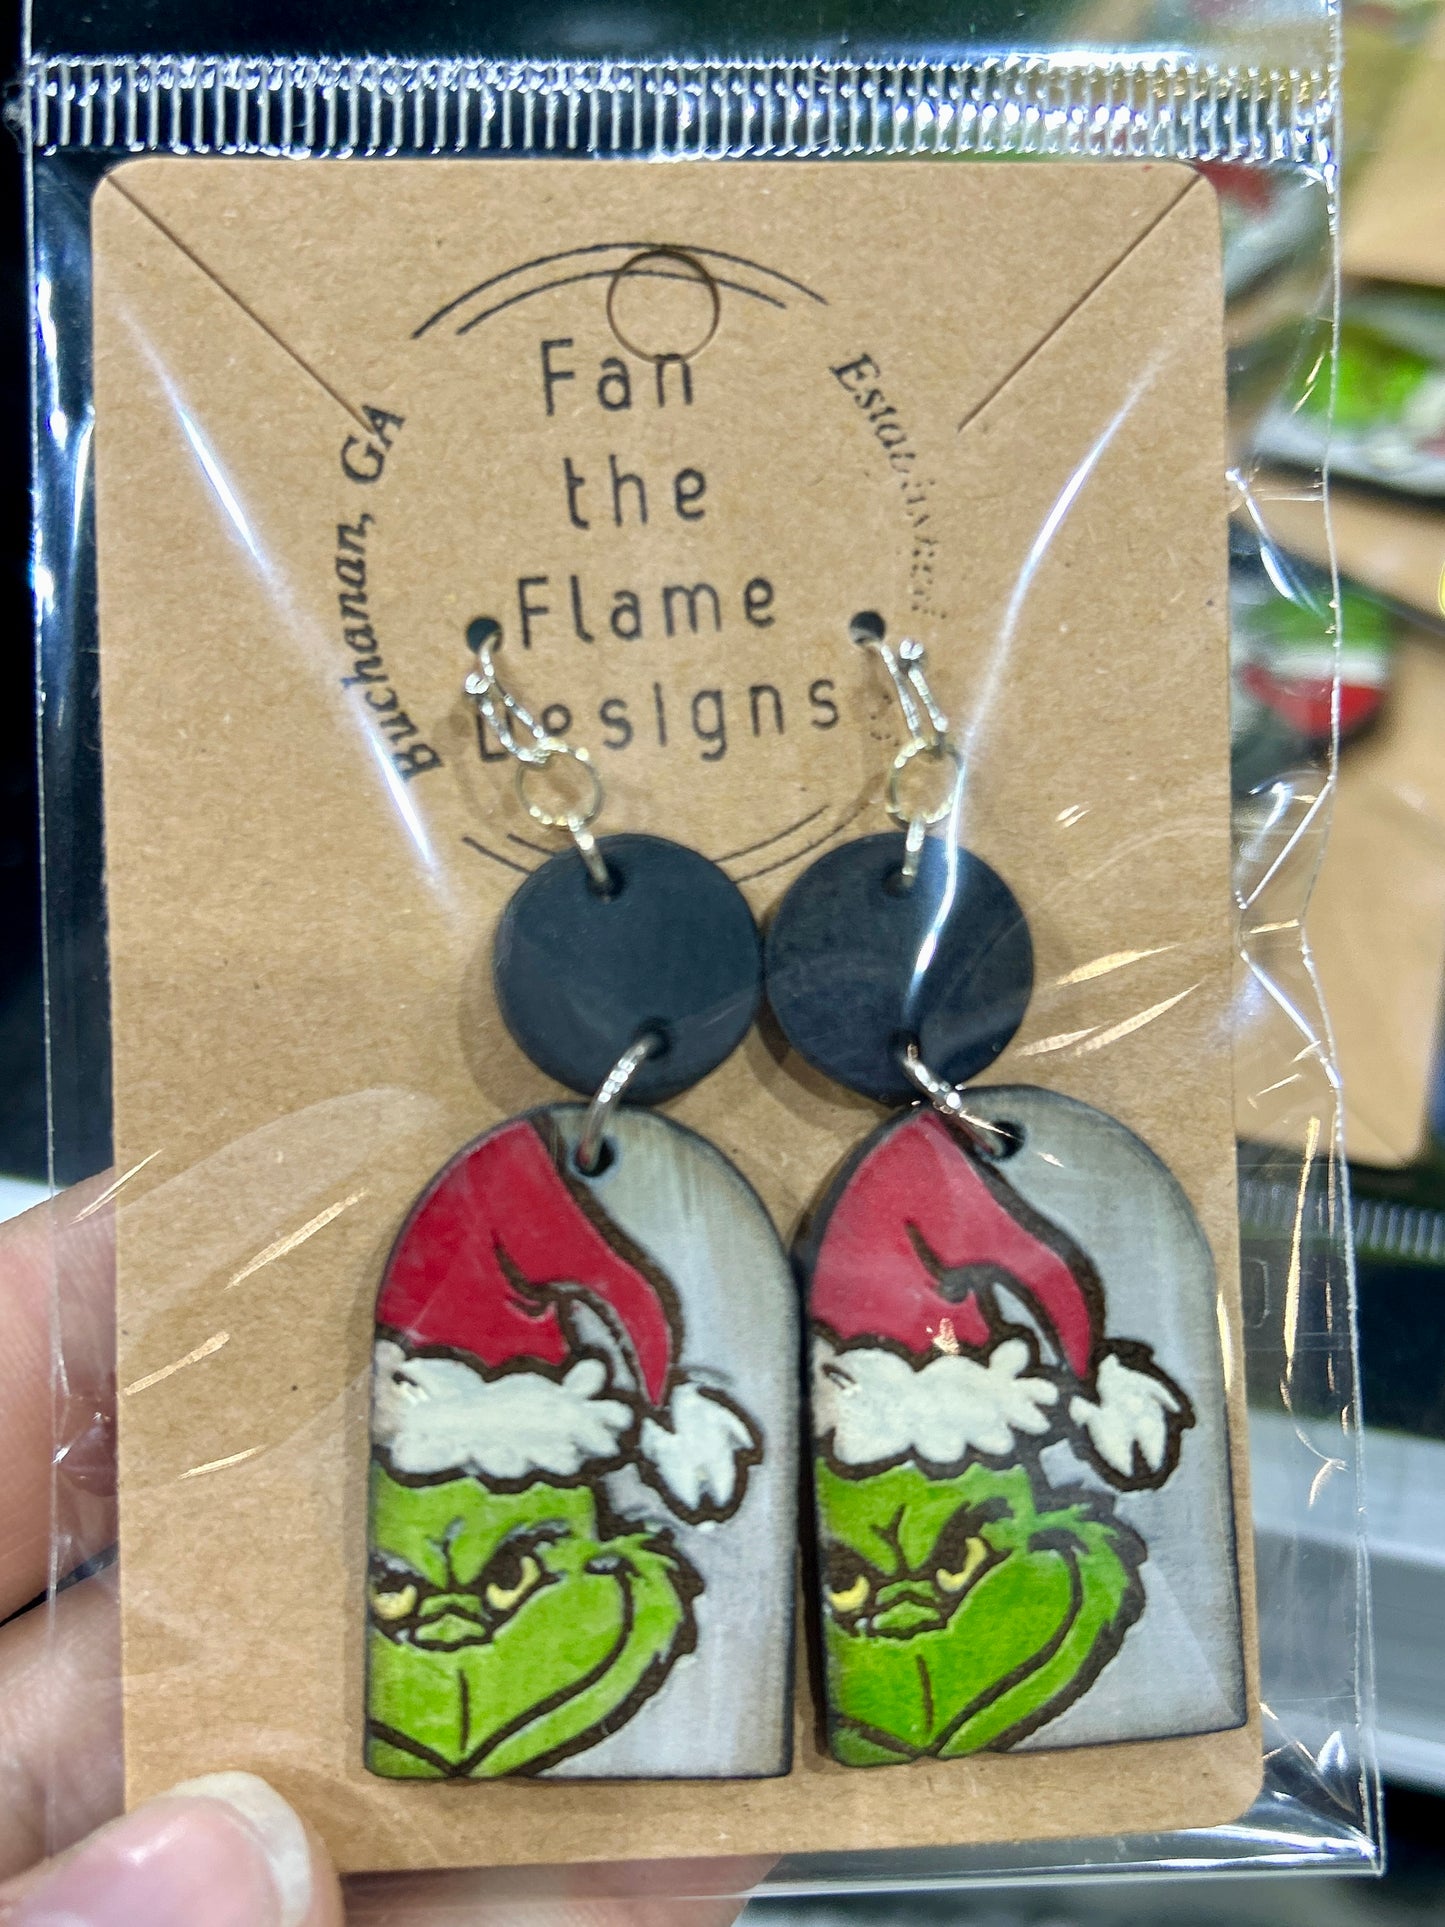 Fan
the
Flame
Designs
Buchanan, GA
Established